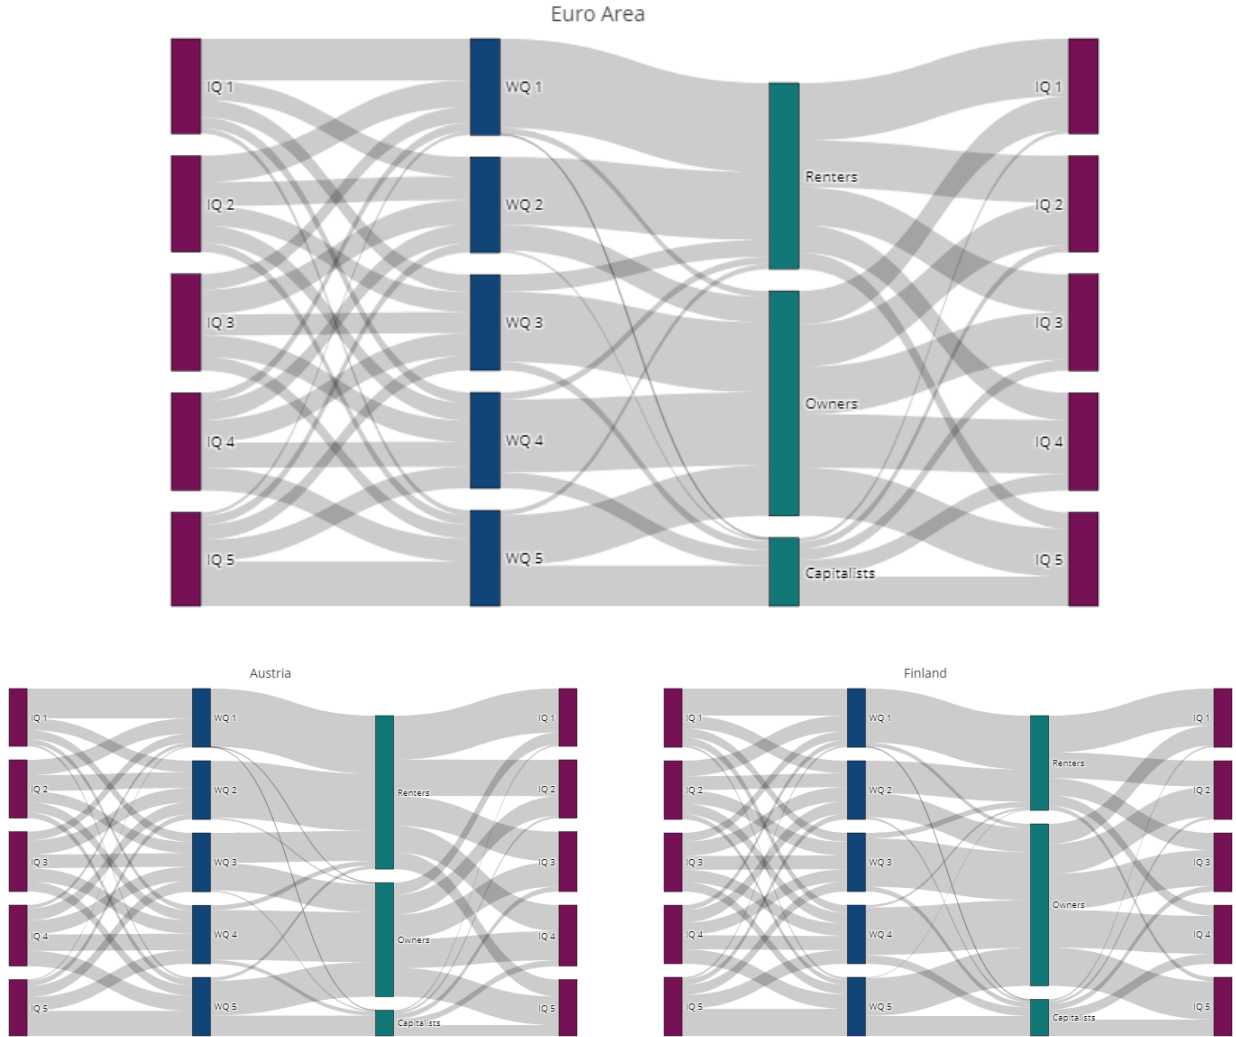 Euro Area
IQ 1 WQ 1 IQ 1
Renters
IQ 2 WQ 2 IQ 2
IQ 3 WQ 3 IQ 3
Owners
IQ 4 WQ 4 IQ 4
IQ 5 WQ 5 IQ 5
Capitalists
Austria
IQ 1 WQ 1 IQ 1
IQ 2 WQ 2 Renters IQ 2
IQ 3 WQ 3 IQ 3
IQ 4 WQ 4 Owners IQ 4
IQ 5 WQ 5 IQ 5
Capitalists
Finland
IQ 1 WQ 1 IQ 1
Renters
IQ 2 WQ 2 IQ 2
IQ 3 WQ 3 IQ 3
Owners
IQ 4 WQ 4 IQ 4
IQ 5 WQ 5 IQ 5
Capitalists